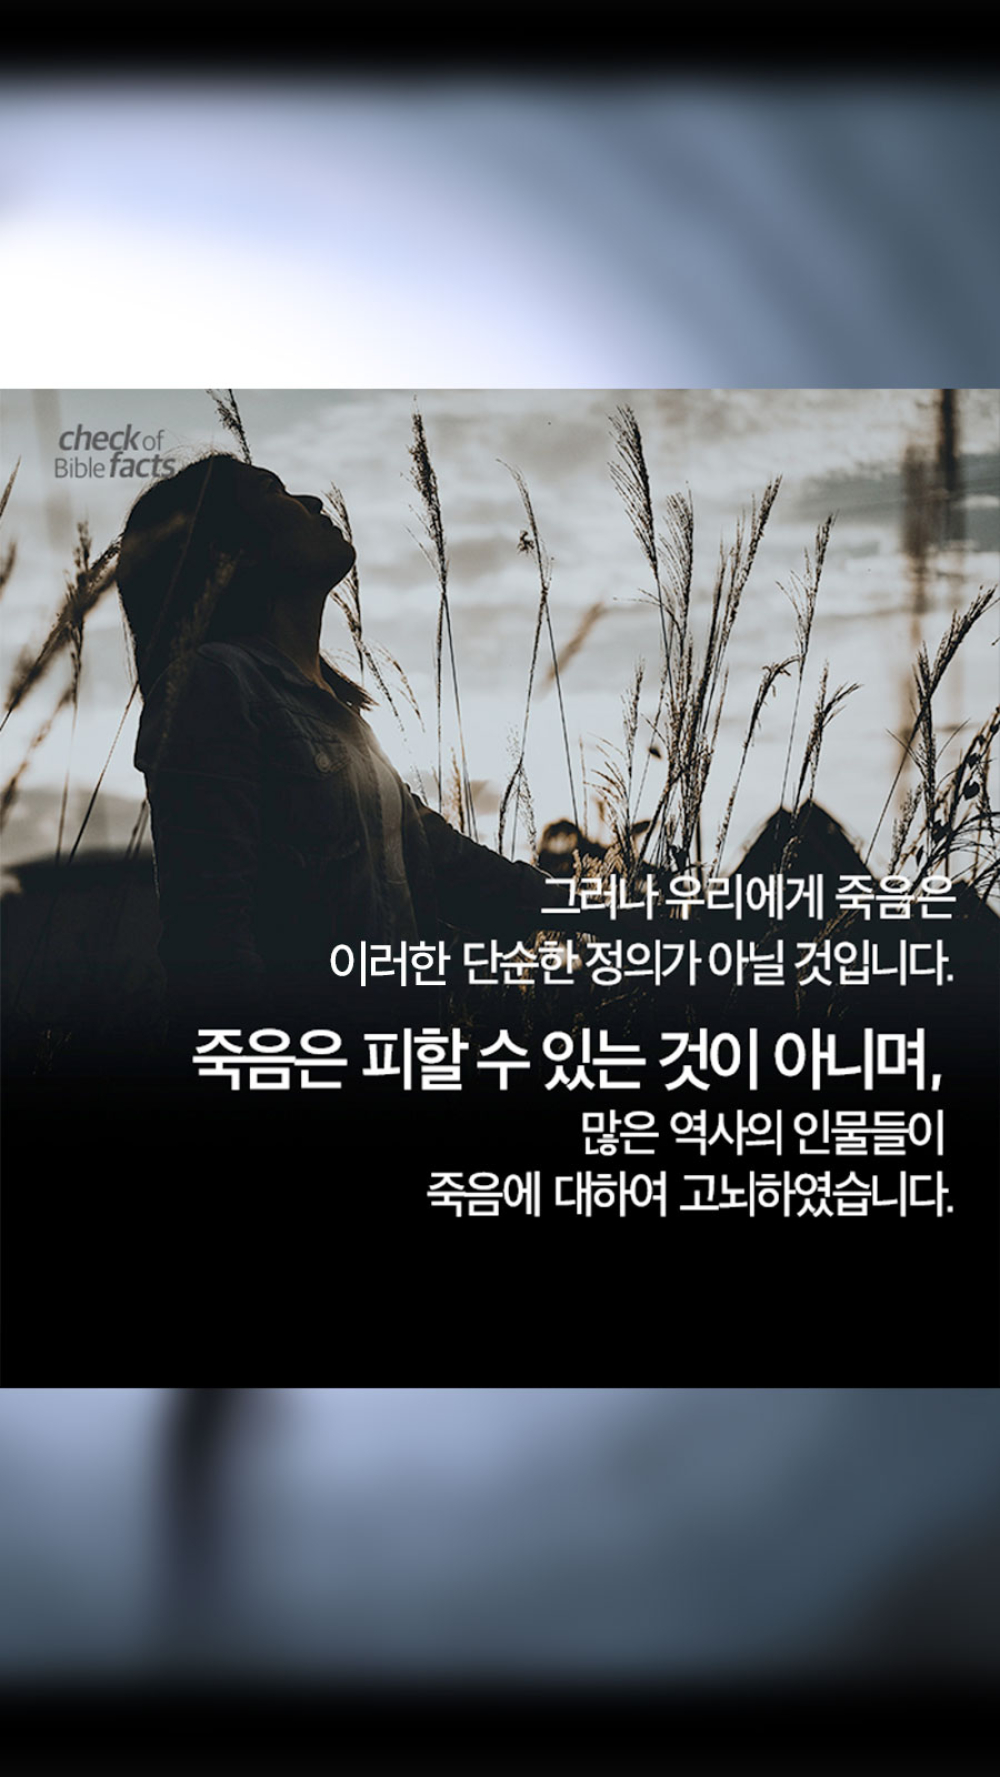 check of
Bible facts
그러나 우리에게 죽음은
이러한 단순한 정의가 아닐 것입니다.
죽음은 피할 수 있는 것이 아니며,
많은 역사의 인물들이
죽음에 대하여 고뇌하였습니다.